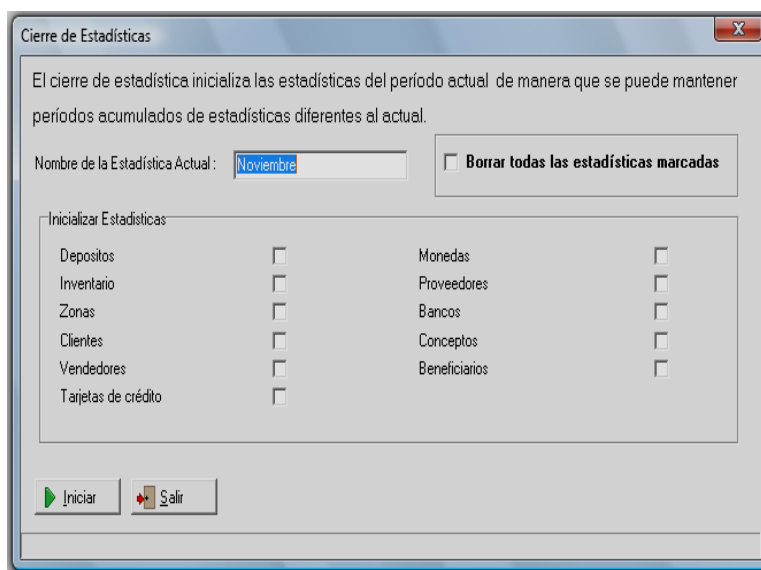 Cierre de Estadísticas
X
El cierre de estadística inicializa las estadísticas del período actual de manera que se puede mantener
períodos acumulados de estadísticas diferentes al actual.
Nombre de la Estadística Actual : Noviembre
Borrar todas las estadísticas marcadas
Inicializar Estadisticas
Depositos Monedas
Inventario Proveedores
Zonas Bancos
Clientes Conceptos
Vendedores Beneficiarios
Tarjetas de crédito
Iniciar Salir